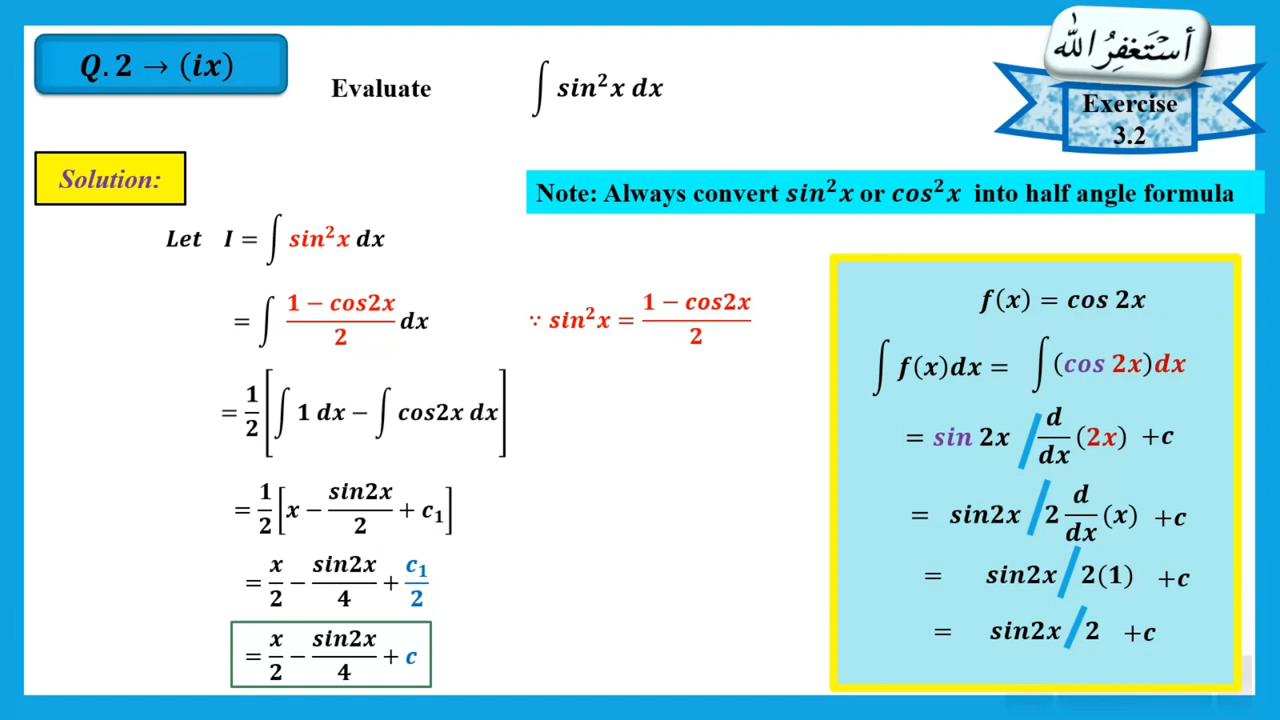 Q. 2 → (ix)
Evaluate ∫ sin²x dx
أَسْتَغْفِرُ الله
Exercise
3.2
Solution:
Note: Always convert sin²x or cos²x into half angle formula
Let I = ∫ sin²x dx
= ∫ (1 − cos2x)/2 dx ∵ sin²x = (1 − cos2x)/2
= 1/2 [∫ 1 dx − ∫ cos2x dx]
= 1/2 [x − sin2x/2 + c₁]
= x/2 − sin2x/4 + c₁/2
= x/2 − sin2x/4 + c
f(x) = cos 2x
∫ f(x)dx = ∫ (cos 2x)dx
= sin 2x / d/dx (2x) +c
= sin2x / 2 d/dx (x) +c
= sin2x / 2(1) +c
= sin2x / 2 +c